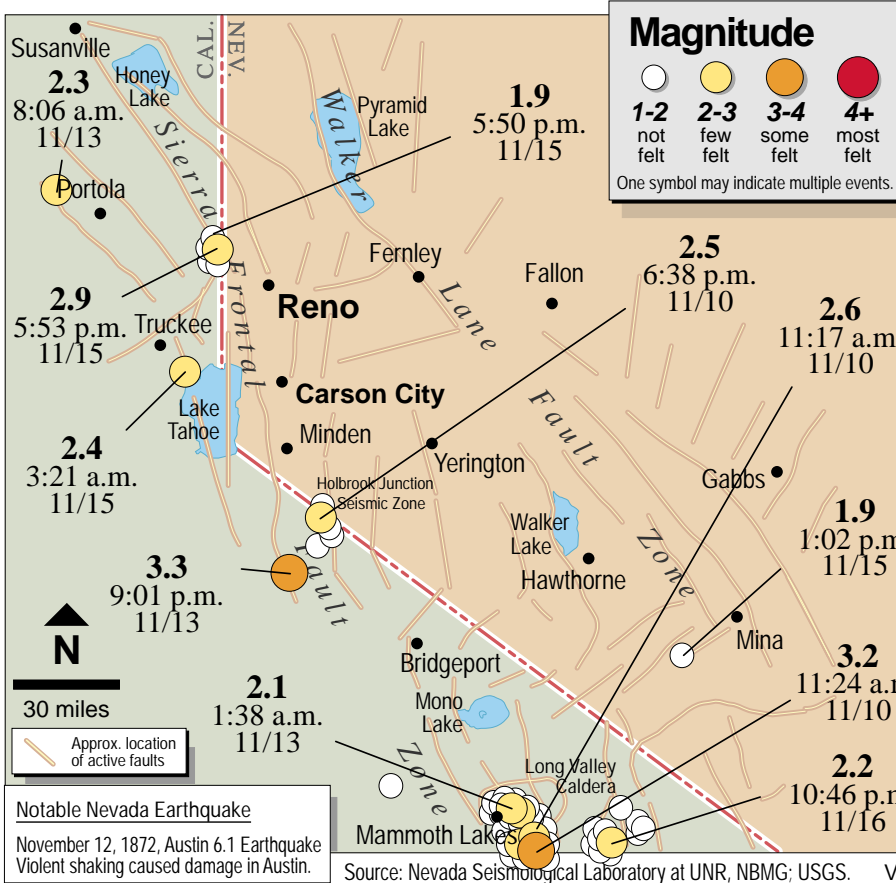 Susanville
CAL.
NEV.
Honey
Lake
2.3
8:06 a.m.
11/13
Portola
Sierra
Frontal
Fault
Zone
Walker
Lane
Fault
Zone
Pyramid
Lake
1.9
5:50 p.m.
11/15
Magnitude
1-2
not
felt
2-3
few
felt
3-4
some
felt
4+
most
felt
One symbol may indicate multiple events.
Fernley
Fallon
2.5
6:38 p.m.
11/10
2.6
11:17 a.m
11/10
2.9
5:53 p.m.
11/15
Truckee
Reno
Carson City
Lake
Tahoe
Minden
Yerington
2.4
3:21 a.m.
11/15
Holbrook Junction
Seismic Zone
Gabbs
Walker
Lake
Hawthorne
1.9
1:02 p.m
11/15
Mina
3.3
9:01 p.m.
11/13
N
30 miles
Bridgeport
Mono
Lake
3.2
11:24 a.m
11/10
2.1
1:38 a.m.
11/13
Approx. location
of active faults
Long Valley
Caldera
2.2
10:46 p.m
11/16
Mammoth Lakes
Notable Nevada Earthquake
November 12, 1872, Austin 6.1 Earthquake
Violent shaking caused damage in Austin.
Source: Nevada Seismological Laboratory at UNR, NBMG; USGS.
V